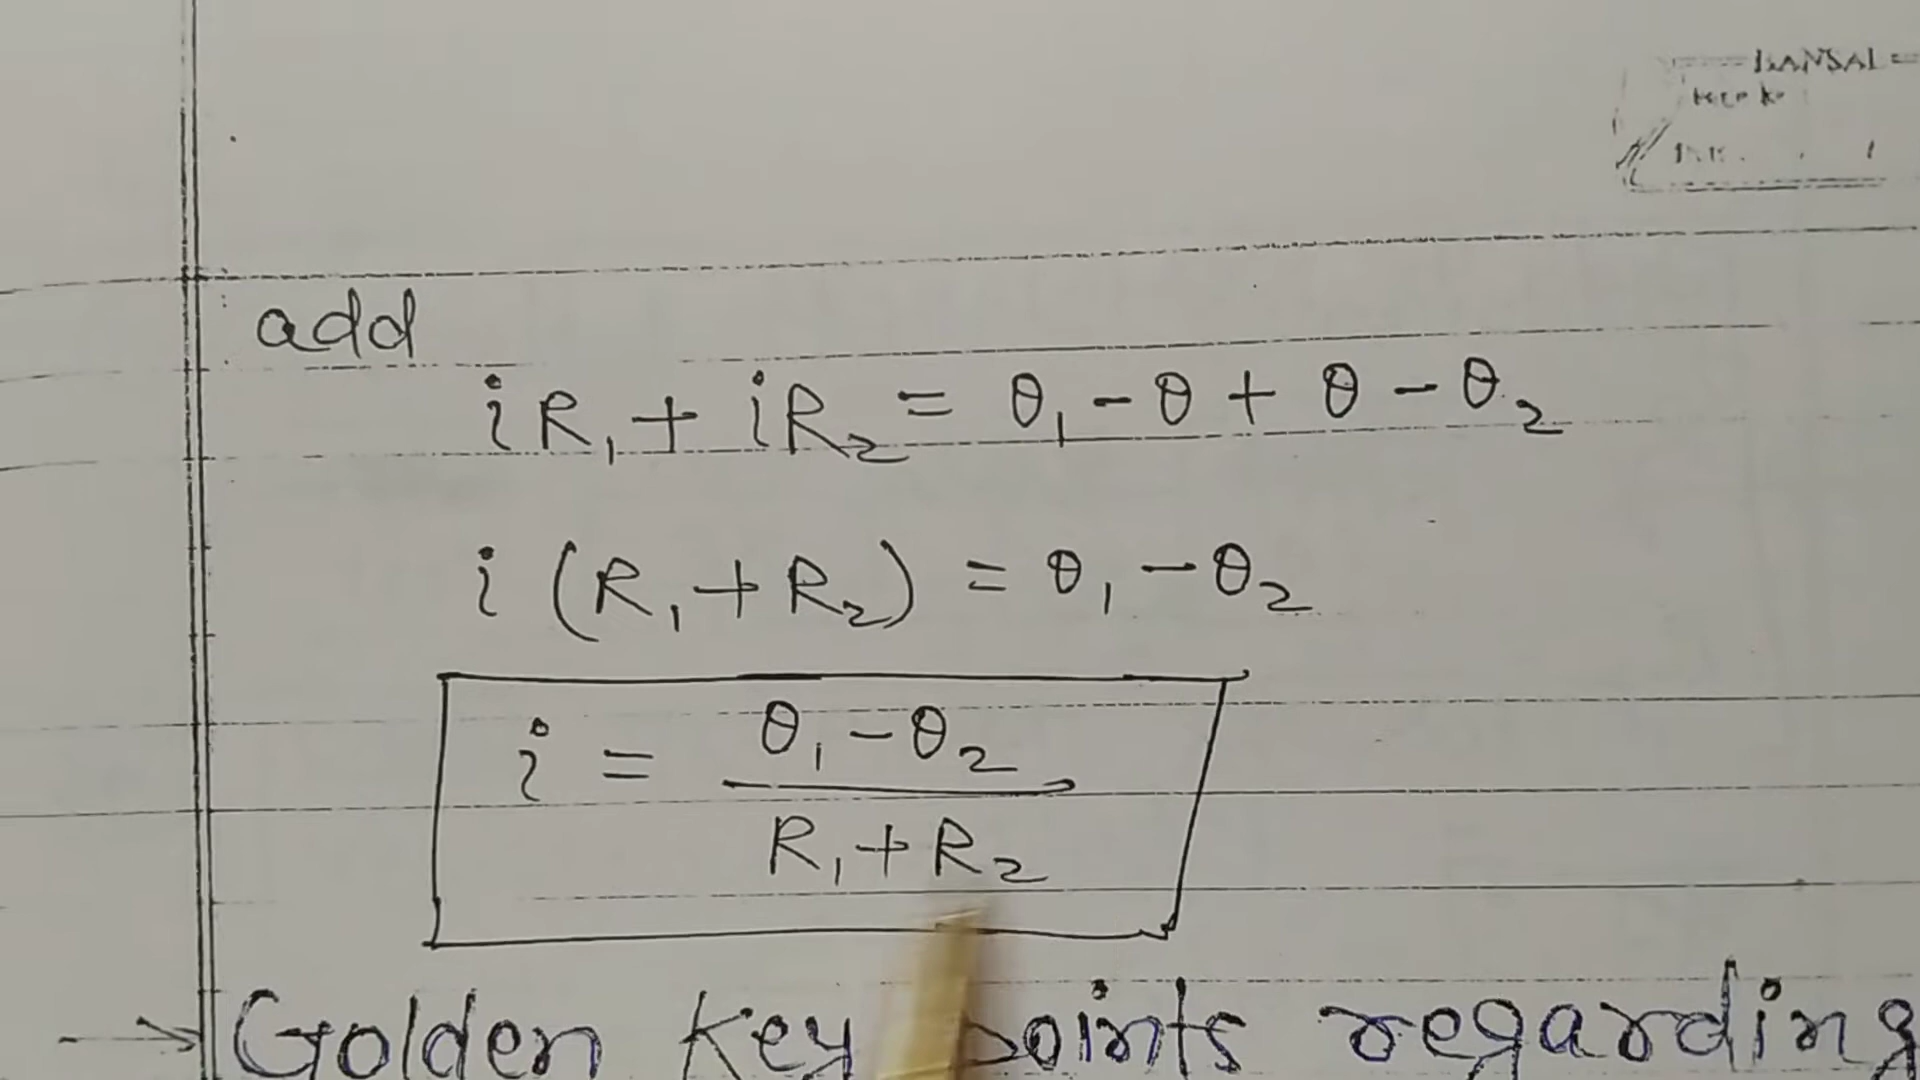 BANSAL
add
iR₁ + iR₂ = θ₁ - θ + θ - θ₂
i (R₁ + R₂) = θ₁ - θ₂
i = θ₁ - θ₂ / R₁ + R₂
Golden Key points regarding